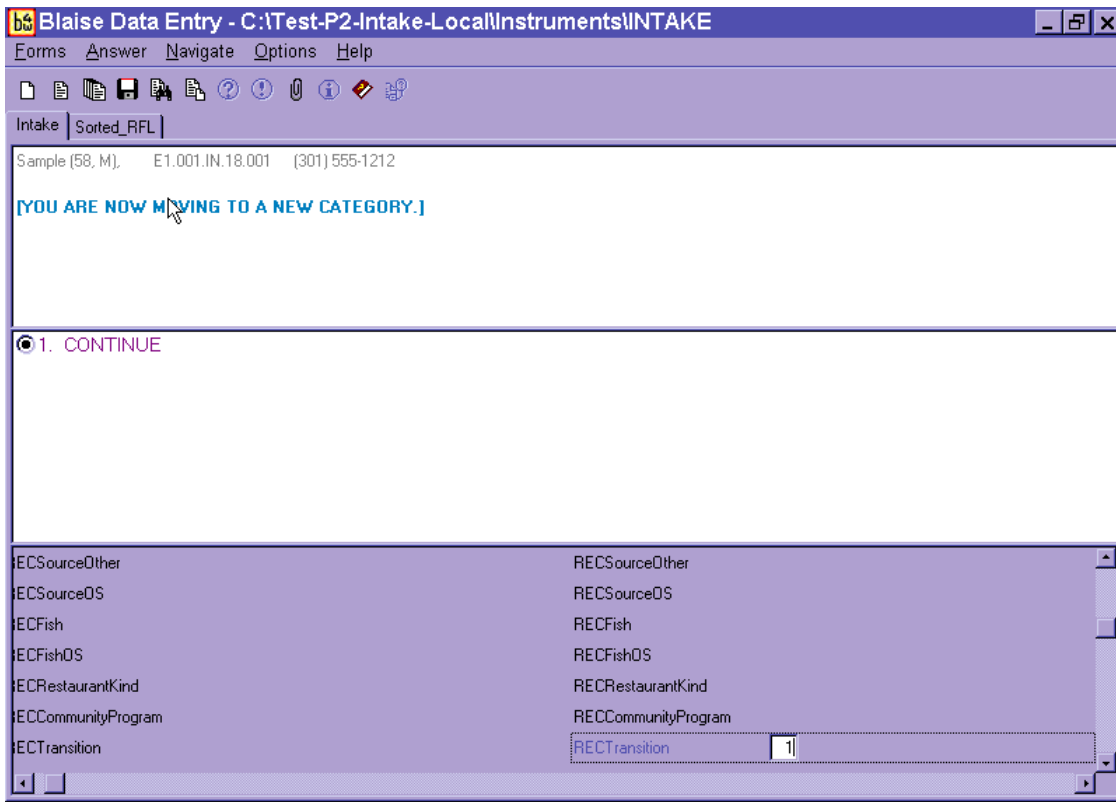 Blaise Data Entry - C:\Test-P2-Intake-Local\Instruments\INTAKE
Forms Answer Navigate Options Help
Intake Sorted_RFL
Sample (58, M), E1.001.IN.18.001 (301) 555-1212
[YOU ARE NOW MOVING TO A NEW CATEGORY.]
1. CONTINUE
ECSourceOther RECSourceOther
ECSourceOS RECSourceOS
ECFish RECFish
ECFishOS RECFishOS
ECRestaurantKind RECRestaurantKind
ECCommunityProgram RECCommunityProgram
ECTransition RECTransition 1